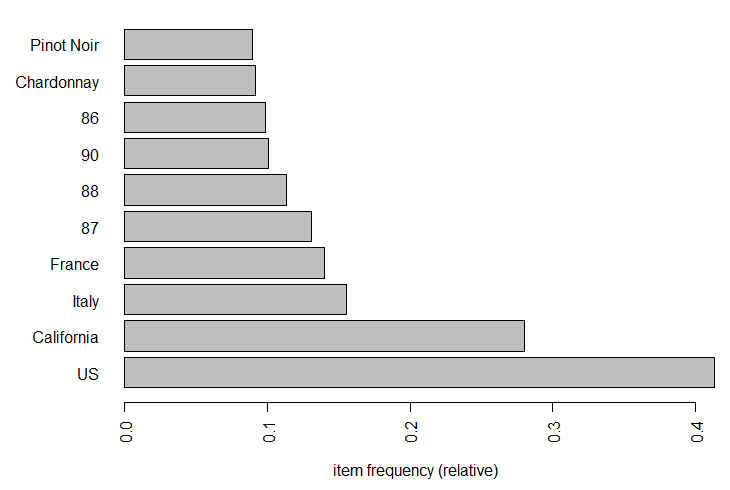 Pinot Noir
Chardonnay
86
90
88
87
France
Italy
California
US
0.0
0.1
0.2
0.3
0.4
item frequency (relative)